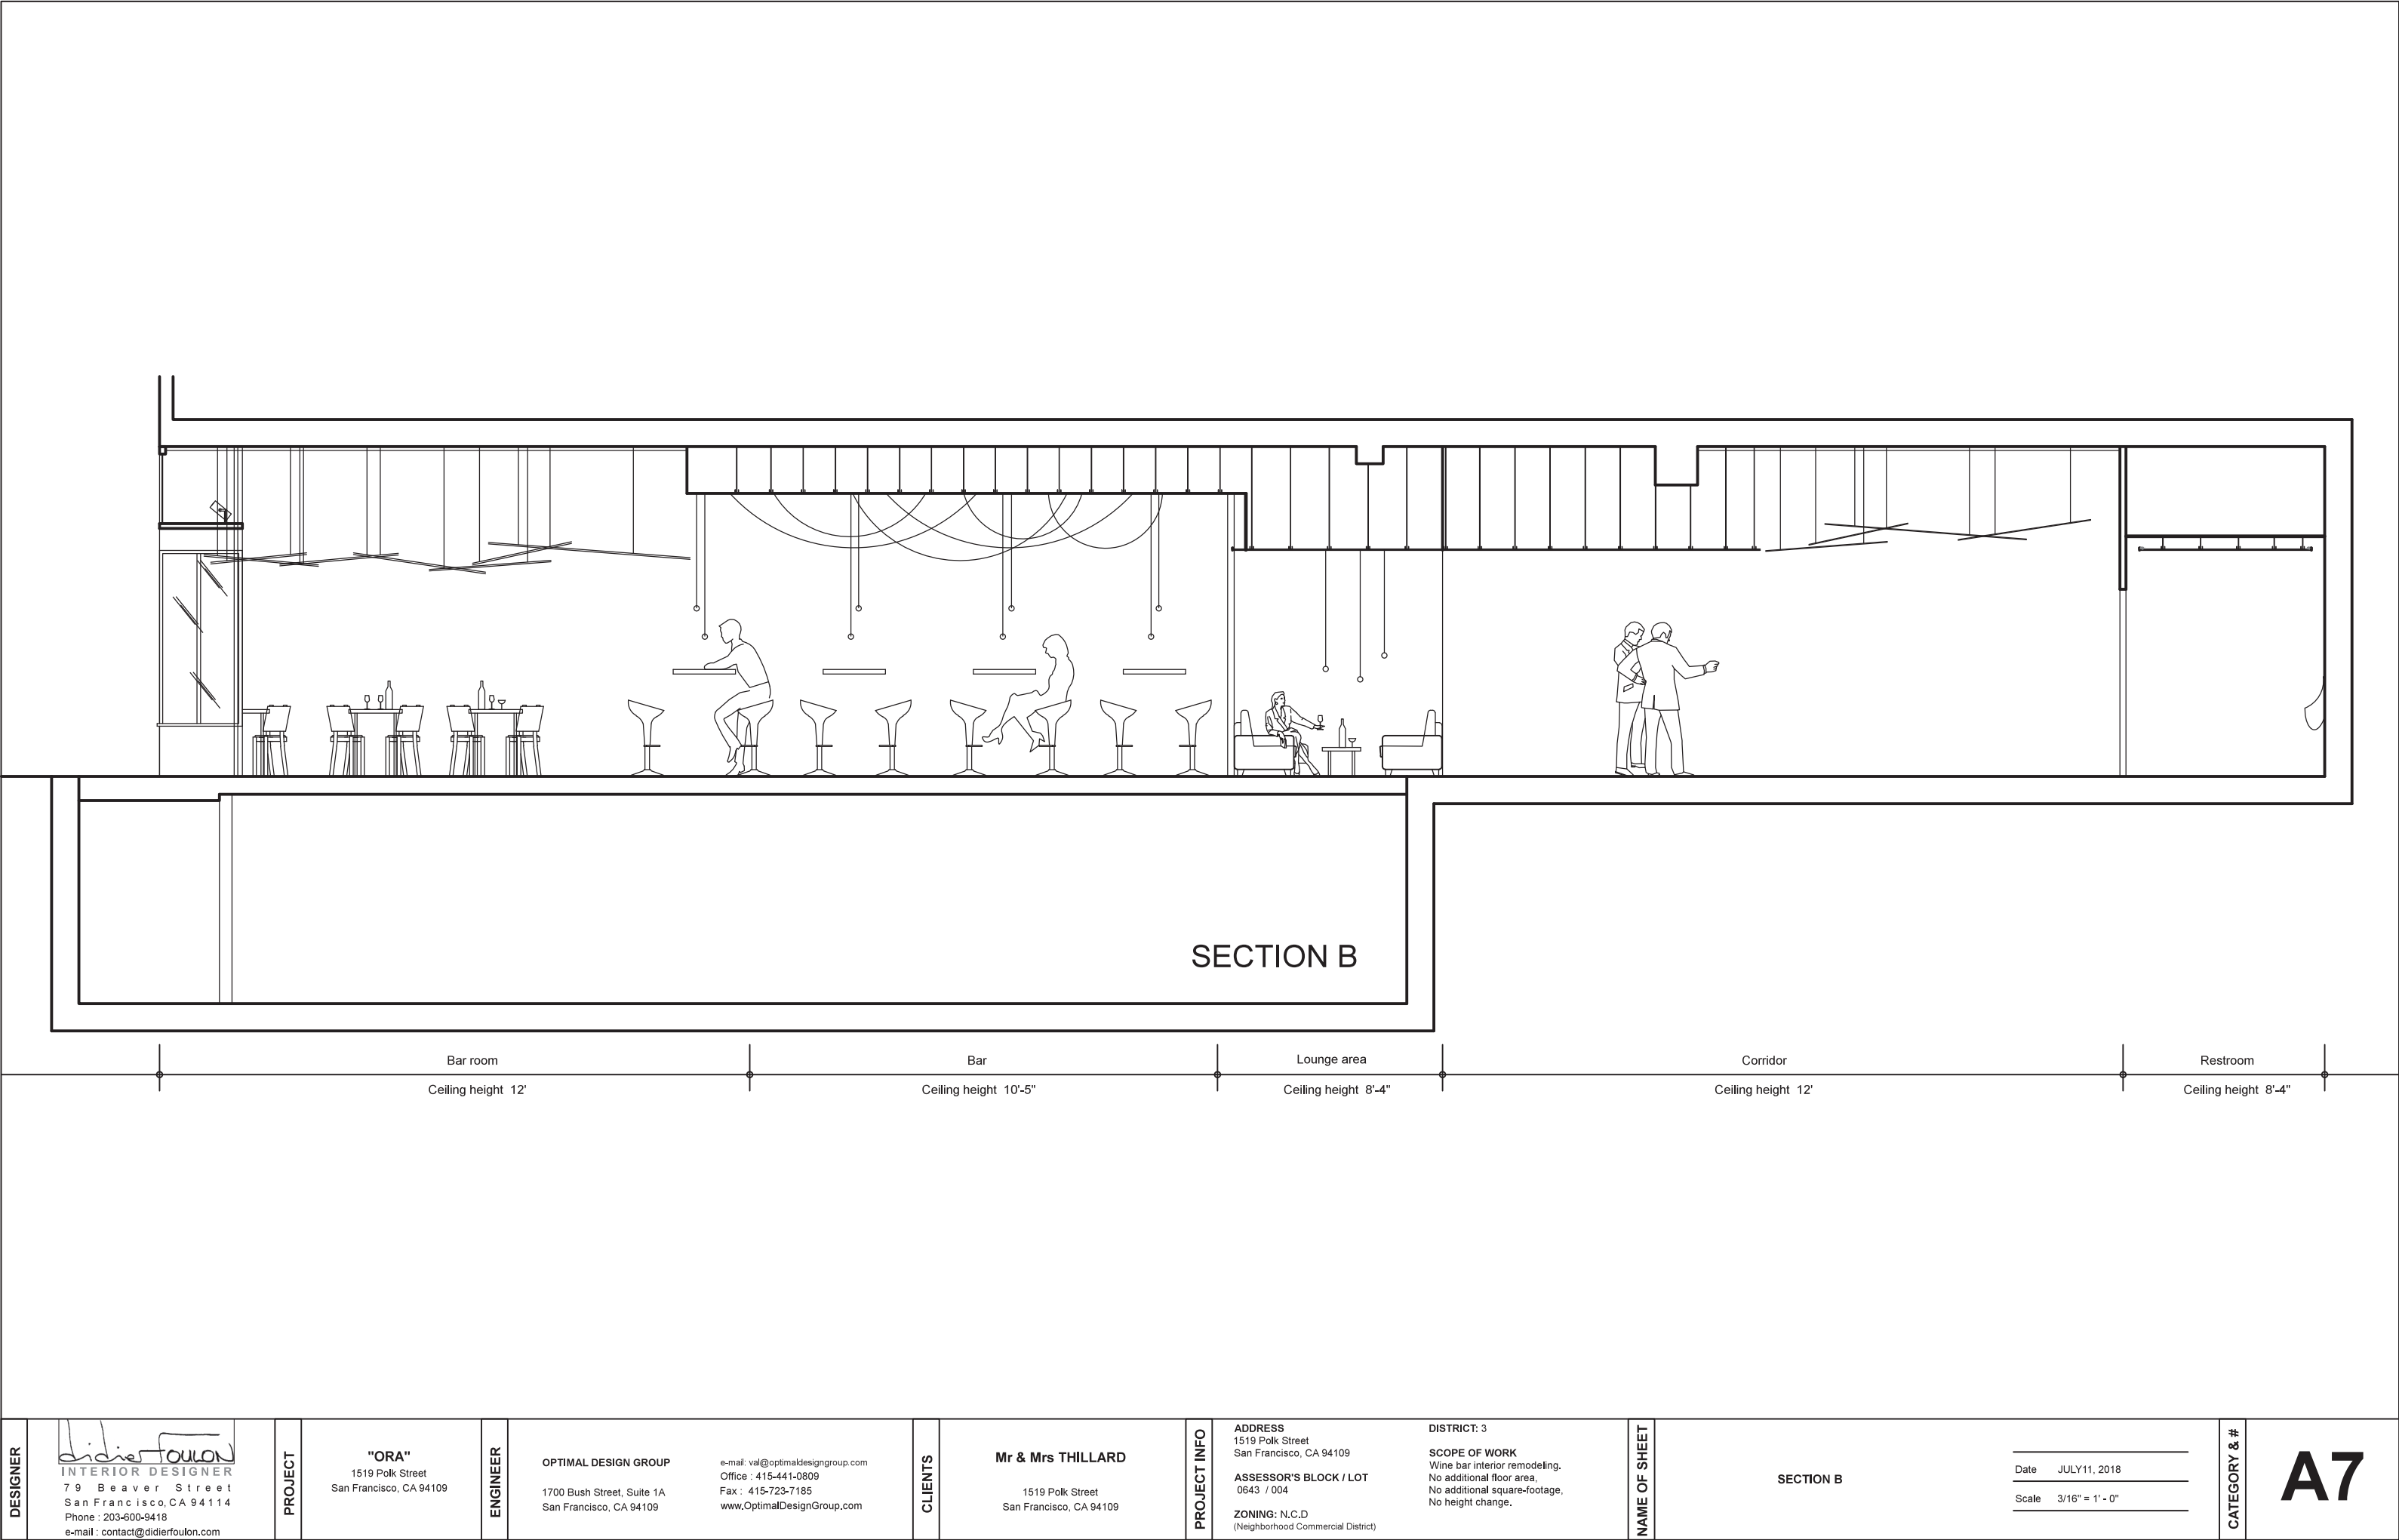 SECTION B
Bar room
Bar
Lounge area
Corridor
Restroom
Ceiling height 12'
Ceiling height 10'-5"
Ceiling height 8'-4"
Ceiling height 12'
Ceiling height 8'-4"
DESIGNER
didier FOULON
INTERIOR DESIGNER
79 Beaver Street
San Francisco, CA 94114
Phone : 203-600-9418
e-mail : contact@didierfoulon.com
PROJECT
"ORA"
1519 Polk Street
San Francisco, CA 94109
ENGINEER
OPTIMAL DESIGN GROUP
1700 Bush Street, Suite 1A
San Francisco, CA 94109
e-mail: val@optimaldesigngroup.com
Office : 415-441-0809
Fax : 415-723-7185
www.OptimalDesignGroup.com
CLIENTS
Mr & Mrs THILLARD
1519 Polk Street
San Francisco, CA 94109
PROJECT INFO
ADDRESS
1519 Polk Street
San Francisco, CA 94109
ASSESSOR'S BLOCK / LOT
0643 / 004
ZONING: N.C.D
(Neighborhood Commercial District)
DISTRICT: 3
SCOPE OF WORK
Wine bar interior remodeling.
No additional floor area,
No additional square-footage,
No height change.
NAME OF SHEET
SECTION B
Date JULY11, 2018
Scale 3/16" = 1' - 0"
CATEGORY & #
A7